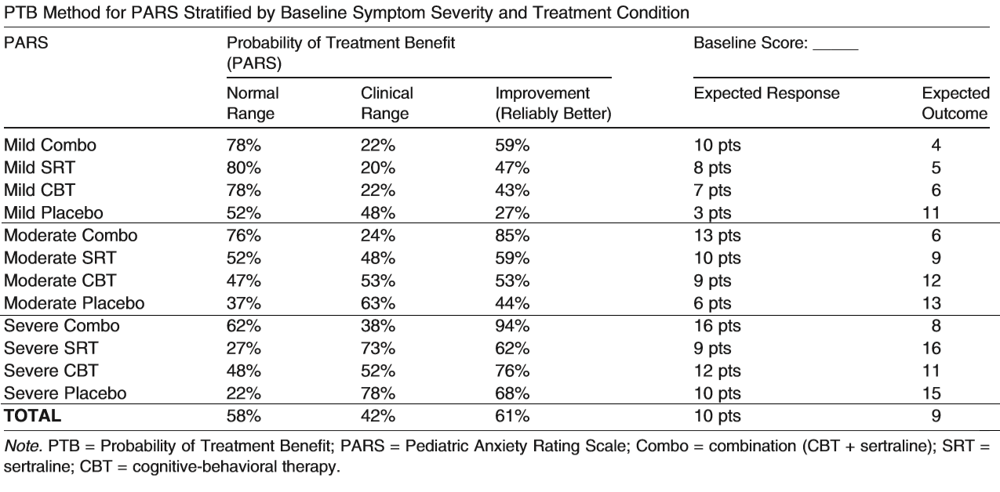 PTB Method for PARS Stratified by Baseline Symptom Severity and Treatment Condition
PARS Probability of Treatment Benefit Baseline Score: _____
(PARS)
Normal Clinical Improvement Expected Response Expected
Range Range (Reliably Better) Outcome
Mild Combo 78% 22% 59% 10 pts 4
Mild SRT 80% 20% 47% 8 pts 5
Mild CBT 78% 22% 43% 7 pts 6
Mild Placebo 52% 48% 27% 3 pts 11
Moderate Combo 76% 24% 85% 13 pts 6
Moderate SRT 52% 48% 59% 10 pts 9
Moderate CBT 47% 53% 53% 9 pts 12
Moderate Placebo 37% 63% 44% 6 pts 13
Severe Combo 62% 38% 94% 16 pts 8
Severe SRT 27% 73% 62% 9 pts 16
Severe CBT 48% 52% 76% 12 pts 11
Severe Placebo 22% 78% 68% 10 pts 15
TOTAL 58% 42% 61% 10 pts 9
Note. PTB = Probability of Treatment Benefit; PARS = Pediatric Anxiety Rating Scale; Combo = combination (CBT + sertraline); SRT =
sertraline; CBT = cognitive-behavioral therapy.